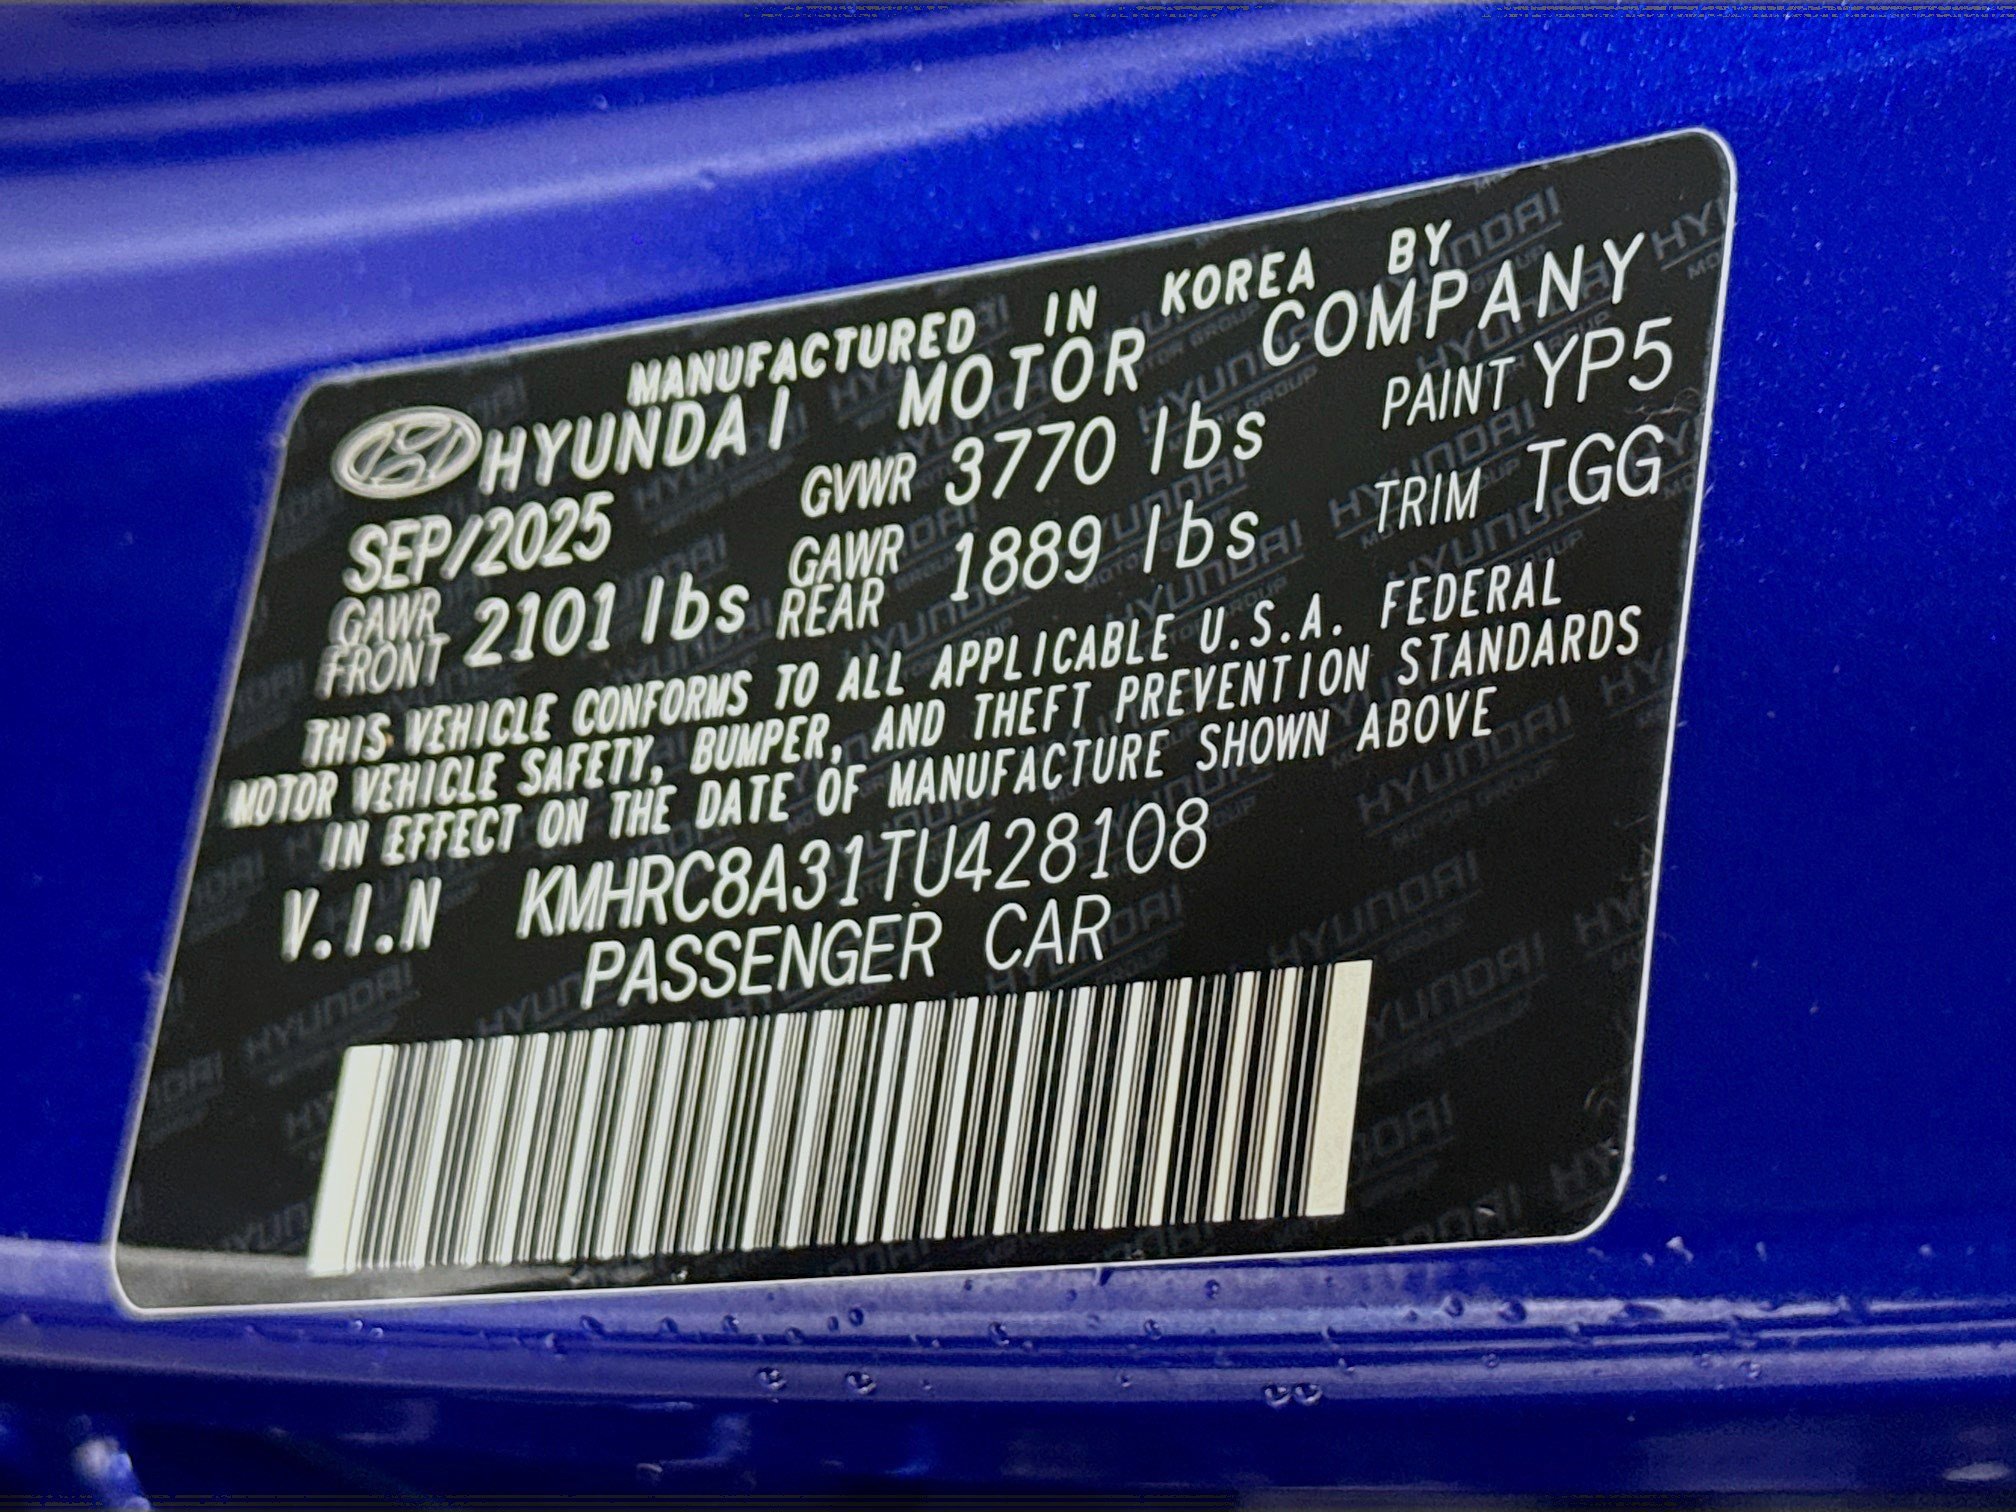 MANUFACTURED IN KOREA BY
HYUNDAI MOTOR COMPANY
SEP/2025 GVWR 3770 lbs PAINT YP5
GAWR FRONT 2101 lbs GAWR REAR 1889 lbs TRIM TGG
THIS VEHICLE CONFORMS TO ALL APPLICABLE U.S.A. FEDERAL
MOTOR VEHICLE SAFETY, BUMPER, AND THEFT PREVENTION STANDARDS
IN EFFECT ON THE DATE OF MANUFACTURE SHOWN ABOVE
V.I.N KMHRC8A31TU428108
PASSENGER CAR